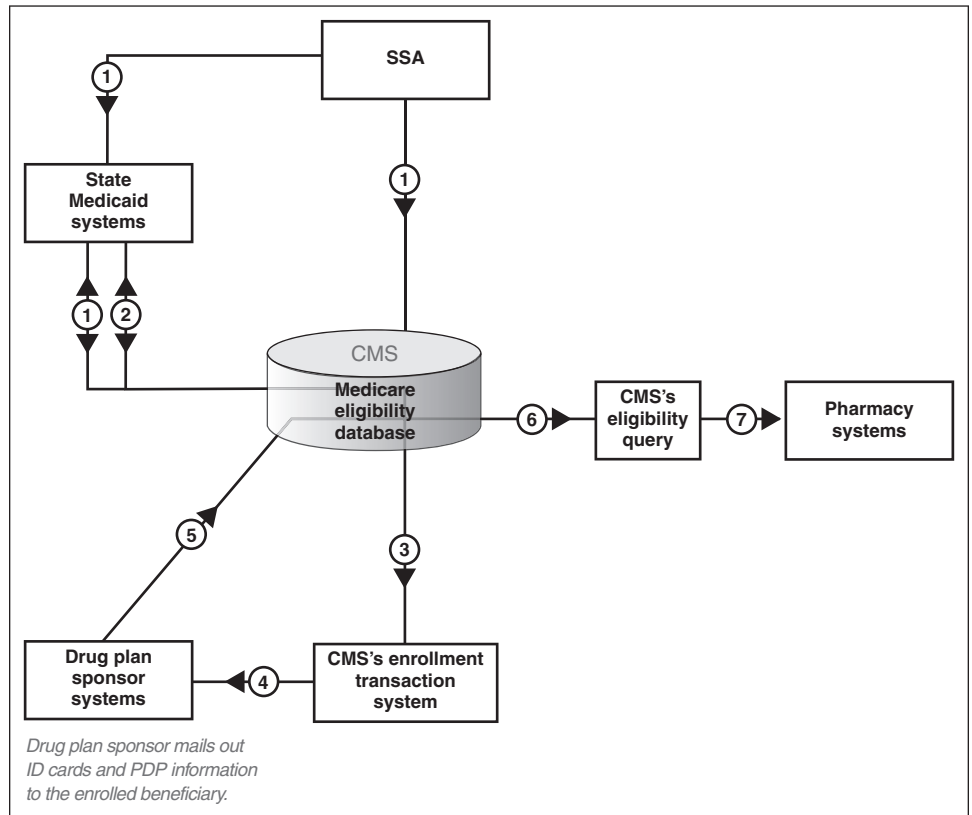 SSA
1
1
State
Medicaid
systems
1
2
CMS
Medicare
eligibility
database
6
CMS's
eligibility
query
7
Pharmacy
systems
5
3
Drug plan
sponsor
systems
4
CMS's enrollment
transaction
system
Drug plan sponsor mails out
ID cards and PDP information
to the enrolled beneficiary.